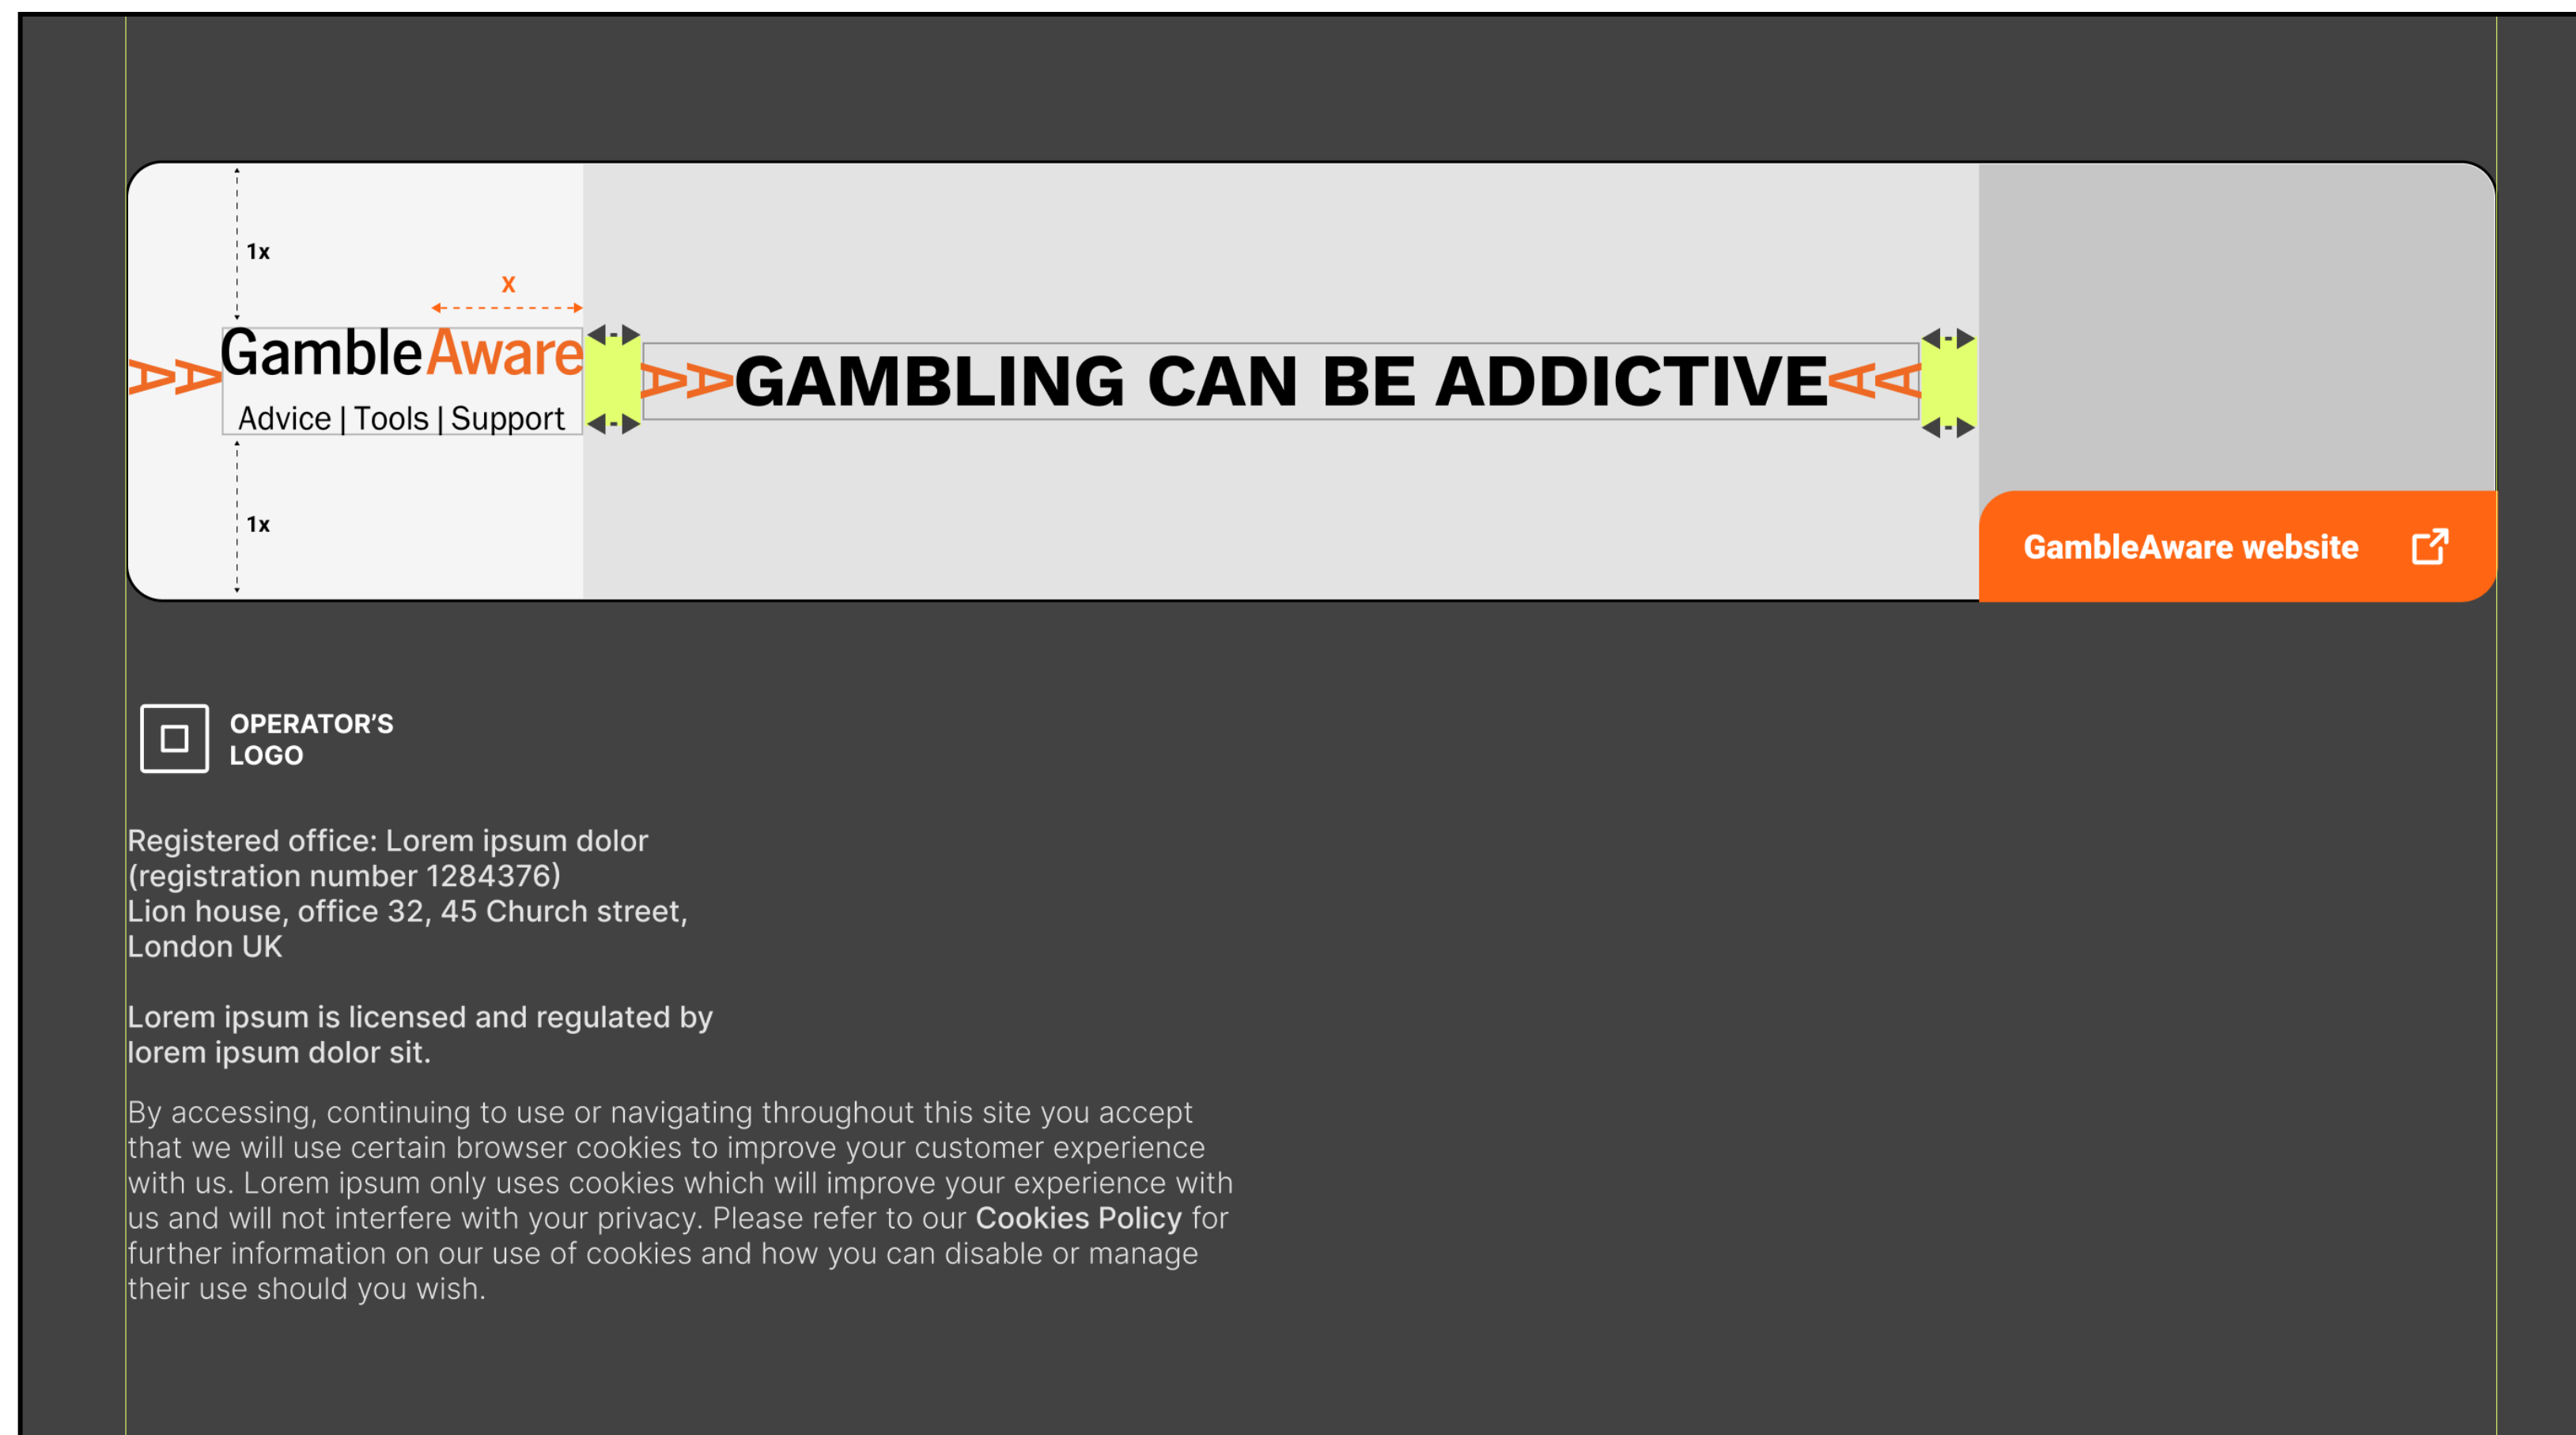 1x
X
GambleAware
Advice | Tools | Support
AA
AAGAMBLING CAN BE ADDICTIVEAA
1x
GambleAware website
OPERATOR’S
LOGO
Registered office: Lorem ipsum dolor
(registration number 1284376)
Lion house, office 32, 45 Church street,
London UK
Lorem ipsum is licensed and regulated by
lorem ipsum dolor sit.
By accessing, continuing to use or navigating throughout this site you accept
that we will use certain browser cookies to improve your customer experience
with us. Lorem ipsum only uses cookies which will improve your experience with
us and will not interfere with your privacy. Please refer to our Cookies Policy for
further information on our use of cookies and how you can disable or manage
their use should you wish.